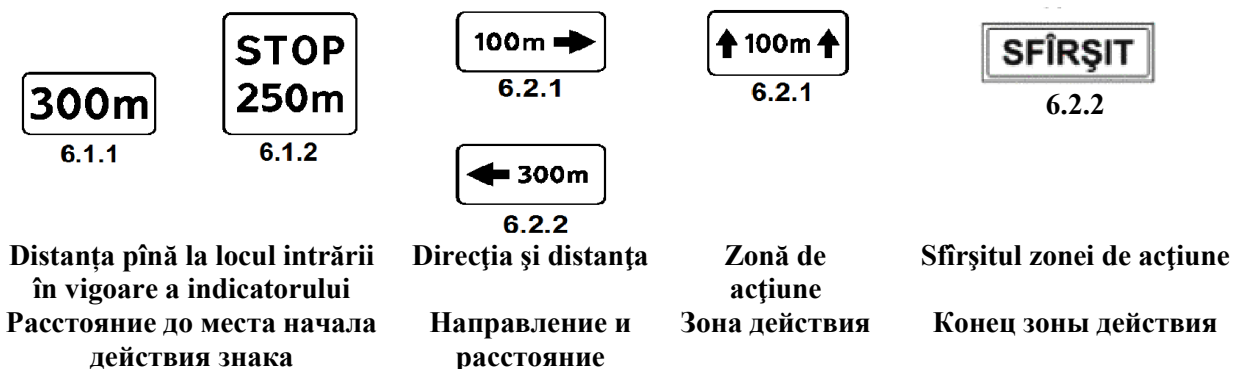 300m
6.1.1
STOP
250m
6.1.2
100m
6.2.1
300m
6.2.2
100m
6.2.1
SFÎRŞIT
6.2.2
Distanța pînă la locul intrării
în vigoare a indicatorului
Расстояние до места начала
действия знака
Direcţia şi distanţa
Направление и
расстояние
Zonă de
acţiune
Зона действия
Sfîrşitul zonei de acţiune
Конец зоны действия